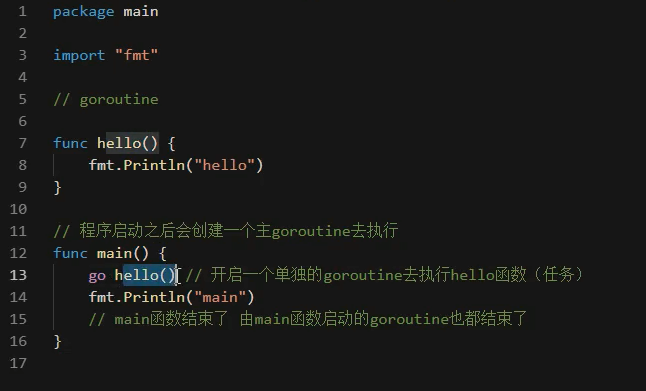 1 package main
2
3 import "fmt"
4
5 // goroutine
6
7 func hello() {
8 fmt.Println("hello")
9 }
10
11 // 程序启动之后会创建一个主goroutine去执行
12 func main() {
13 go hello() // 开启一个单独的goroutine去执行hello函数（任务）
14 fmt.Println("main")
15 // main函数结束了 由main函数启动的goroutine也都结束了
16 }
17